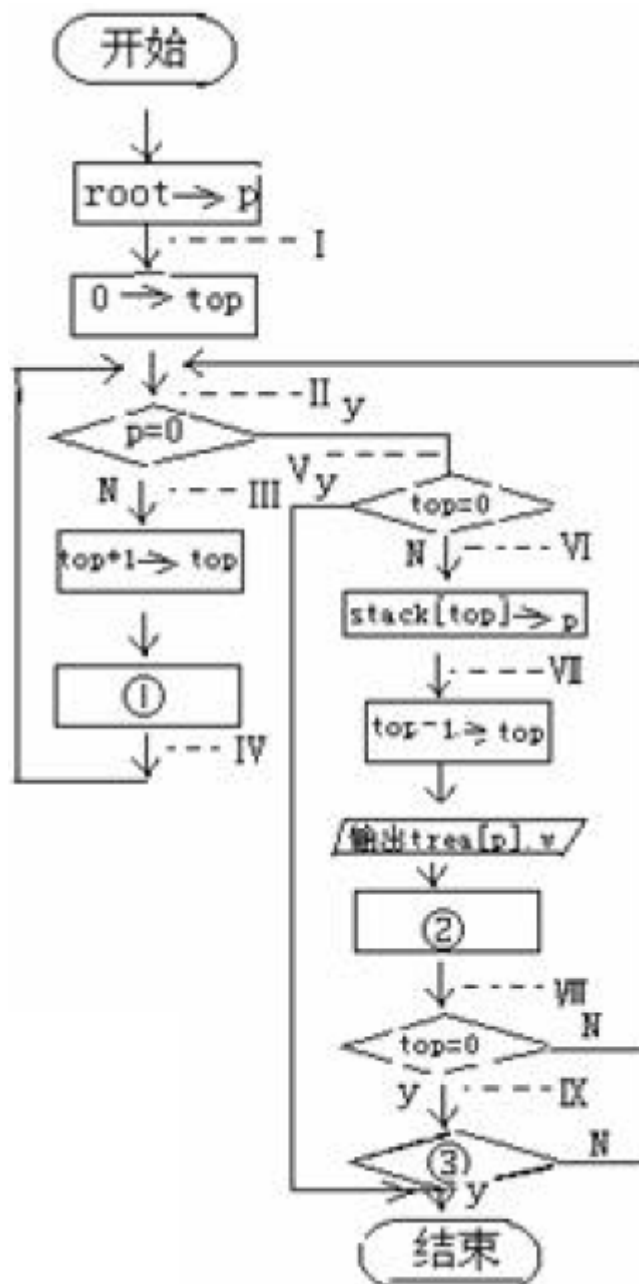 开始
root → p
I
0 → top
II
p=0
y
N
III
V
y
top=0
top+1 → top
N
VI
stack[top] → p
①
VII
IV
top-1 → top
输出trea[p].w
②
VIII
top=0
N
y
IX
③
N
y
结束